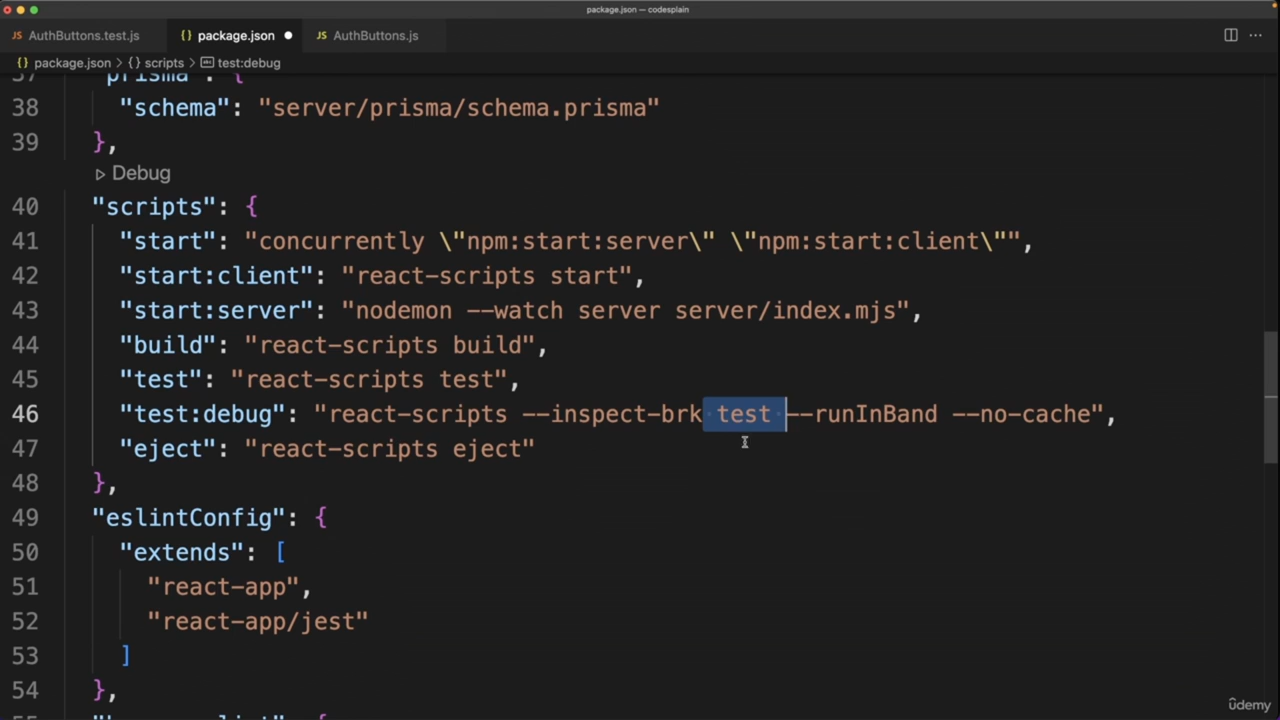 package.json — codesplain
JS AuthButtons.test.js {} package.json ● JS AuthButtons.js ···
{} package.json > {} scripts > abc test:debug
37 "prisma": {
38 "schema": "server/prisma/schema.prisma"
39 },
Debug
40 "scripts": {
41 "start": "concurrently \"npm:start:server\" \"npm:start:client\"",
42 "start:client": "react-scripts start",
43 "start:server": "nodemon --watch server server/index.mjs",
44 "build": "react-scripts build",
45 "test": "react-scripts test",
46 "test:debug": "react-scripts --inspect-brk test --runInBand --no-cache",
47 "eject": "react-scripts eject"
48 },
49 "eslintConfig": {
50 "extends": [
51 "react-app",
52 "react-app/jest"
53 ]
54 },
udemy